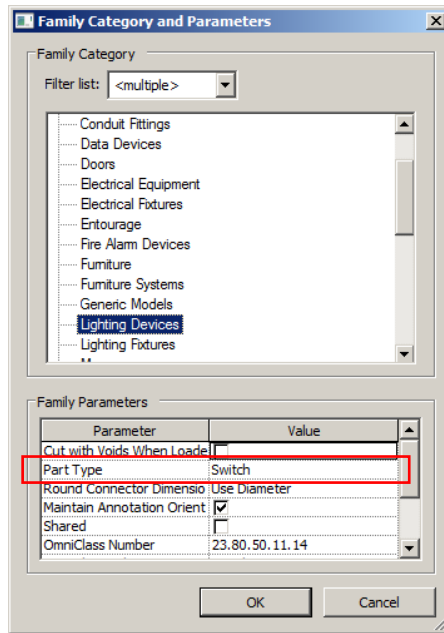 Family Category and Parameters
Family Category
Filter list: <multiple>
Conduit Fittings
Data Devices
Doors
Electrical Equipment
Electrical Fixtures
Entourage
Fire Alarm Devices
Furniture
Furniture Systems
Generic Models
Lighting Devices
Lighting Fixtures
Family Parameters
Parameter Value
Cut with Voids When Loade
Part Type Switch
Round Connector Dimensio Use Diameter
Maintain Annotation Orient
Shared
OmniClass Number 23.80.50.11.14
OK Cancel